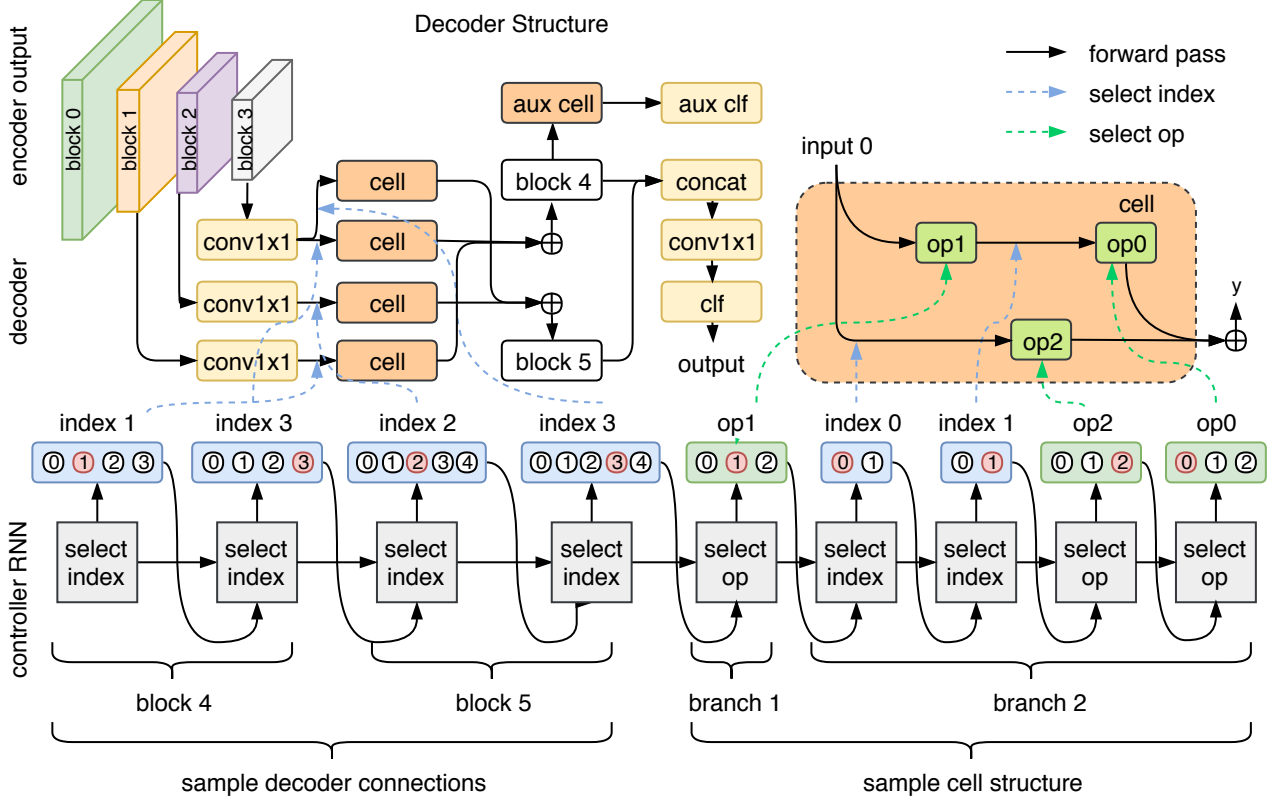 Decoder Structure
encoder output
decoder
controller RNN
block 0
block 1
block 2
block 3
conv1x1
conv1x1
conv1x1
cell
cell
cell
cell
aux cell
aux clf
block 4
block 5
concat
conv1x1
clf
output
forward pass
select index
select op
input 0
cell
op1
op0
op2
y
index 1
index 3
index 2
index 3
op1
index 0
index 1
op2
op0
0 1 2 3
0 1 2 3
0 1 2 3 4
0 1 2 3 4
0 1 2
0 1
0 1
0 1 2
0 1 2
select
index
select
index
select
index
select
index
select
op
select
index
select
index
select
op
select
op
block 4
block 5
branch 1
branch 2
sample decoder connections
sample cell structure